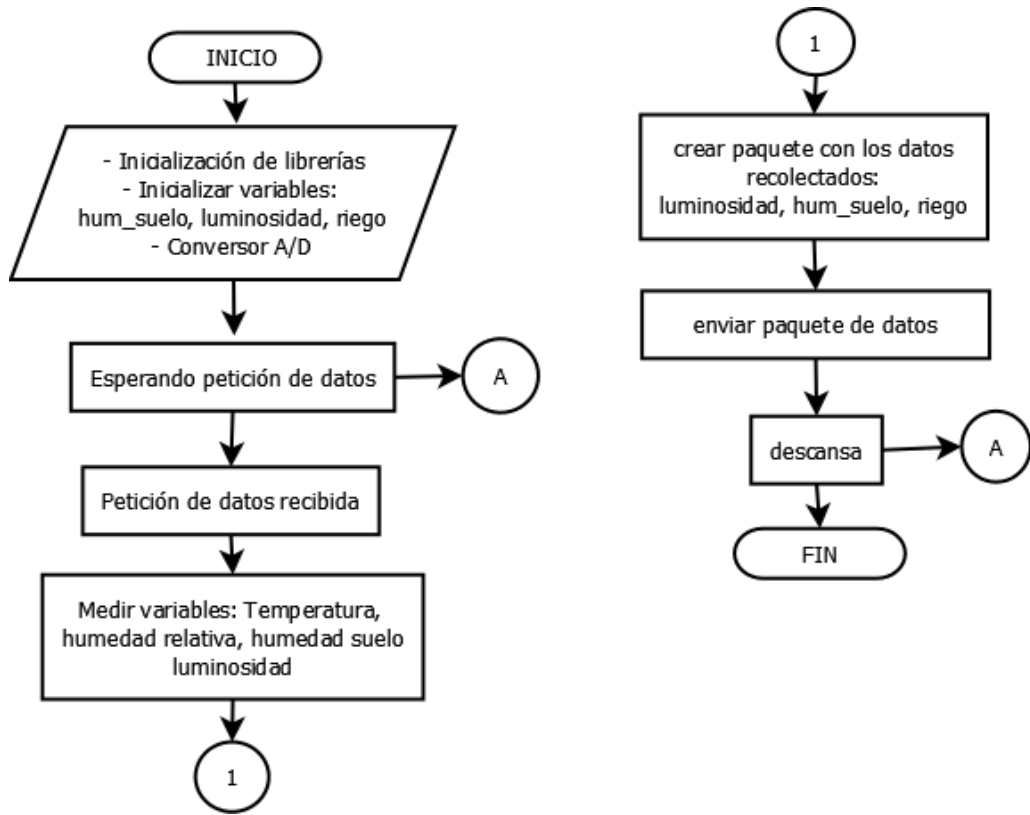 INICIO
- Inicialización de librerías
- Inicializar variables:
hum_suelo, luminosidad, riego
- Conversor A/D
Esperando petición de datos
A
Petición de datos recibida
Medir variables: Temperatura,
humedad relativa, humedad suelo
luminosidad
1
1
crear paquete con los datos
recolectados:
luminosidad, hum_suelo, riego
enviar paquete de datos
descansa
A
FIN